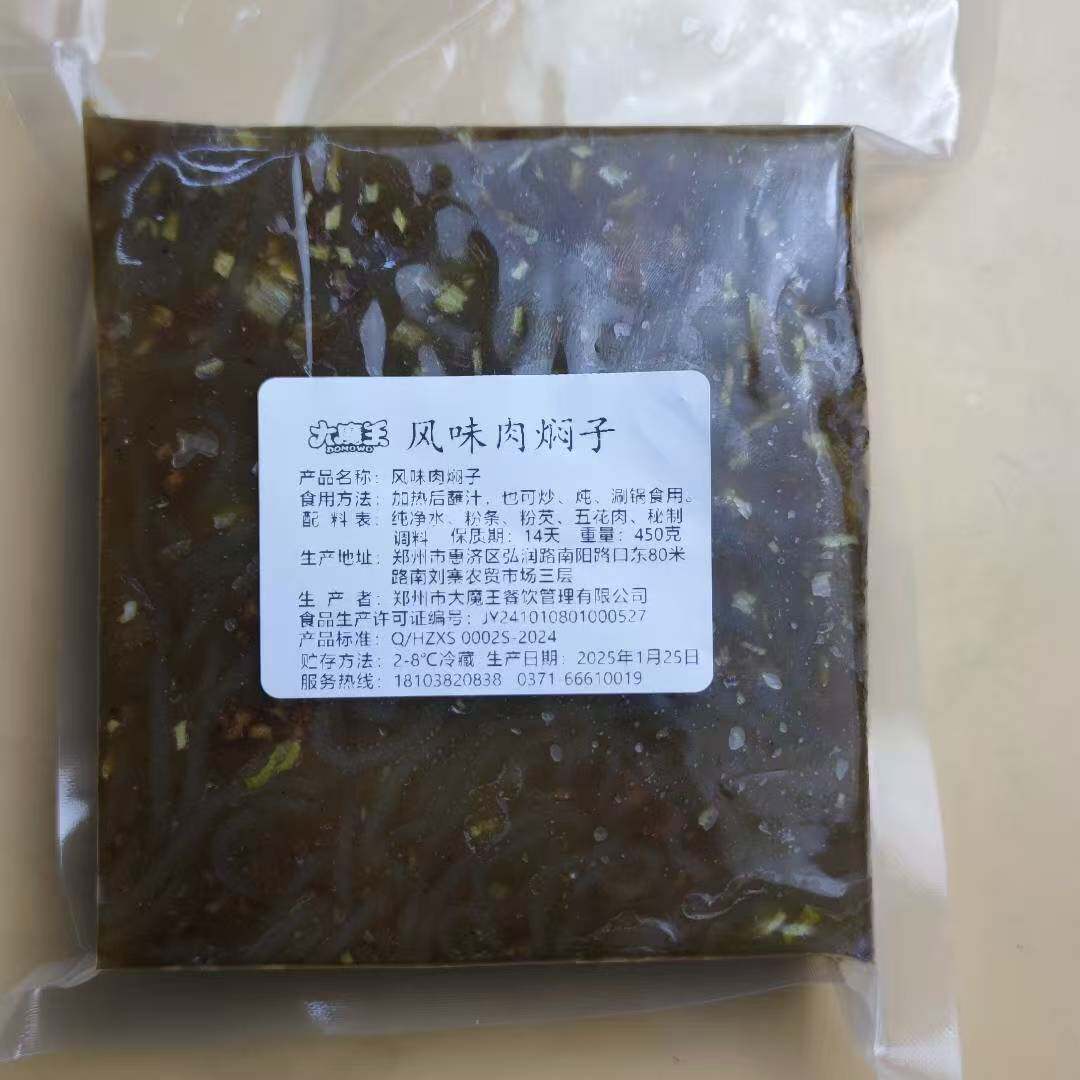 大魔王 风味肉焖子
DONOWO
产品名称：风味肉焖子
食用方法：加热后蘸汁，也可炒、炖、涮锅食用。
配 料 表：纯净水、粉条、粉芡、五花肉、秘制
调料 保质期：14天 重量：450克
生产地址：郑州市惠济区弘润路南阳路口东80米
路南刘寨农贸市场三层
生 产 者：郑州市大魔王餐饮管理有限公司
食品生产许可证编号：JY241010801000527
产品标准：Q/HZXS 0002S-2024
贮存方法：2-8℃冷藏 生产日期：2025年1月25日
服务热线：18103820838 0371-66610019